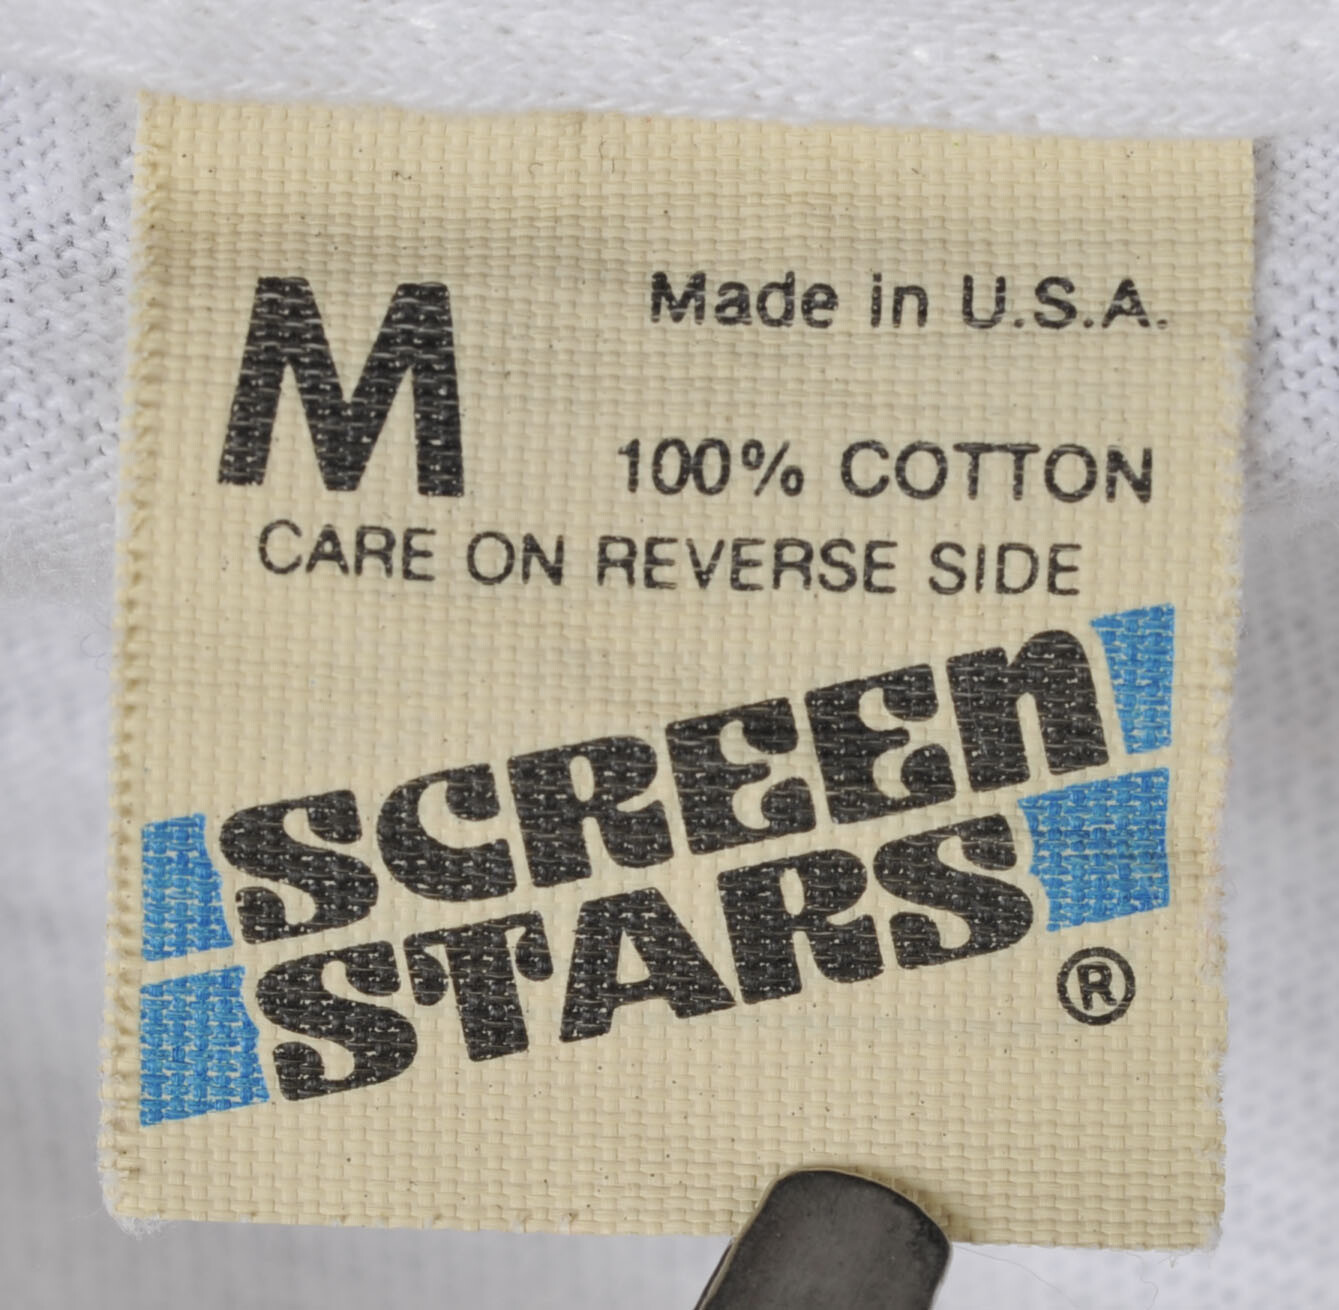 M
Made in U.S.A.
100% COTTON
CARE ON REVERSE SIDE
SCREEn
STARS
®